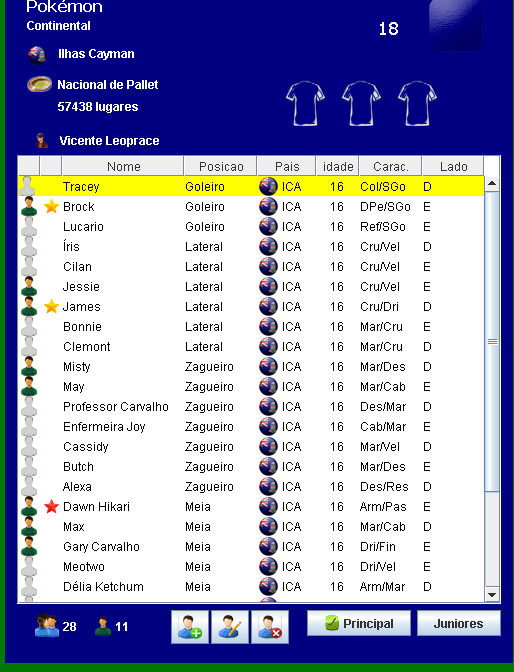 Pokémon
Continental
18
Ilhas Cayman
Nacional de Pallet
57438 lugares
Vicente Leoprace
Nome Posicao Pais idade Carac. Lado
Tracey Goleiro ICA 16 Col/SGo D
Brock Goleiro ICA 16 DPe/SGo E
Lucario Goleiro ICA 16 Ref/SGo E
Íris Lateral ICA 16 Cru/Vel D
Cilan Lateral ICA 16 Cru/Vel E
Jessie Lateral ICA 16 Cru/Vel E
James Lateral ICA 16 Cru/Dri D
Bonnie Lateral ICA 16 Mar/Cru E
Clemont Lateral ICA 16 Mar/Cru D
Misty Zagueiro ICA 16 Mar/Des D
May Zagueiro ICA 16 Mar/Cab E
Professor Carvalho Zagueiro ICA 16 Des/Mar D
Enfermeira Joy Zagueiro ICA 16 Cab/Mar E
Cassidy Zagueiro ICA 16 Mar/Vel D
Butch Zagueiro ICA 16 Mar/Des E
Alexa Zagueiro ICA 16 Des/Res D
Dawn Hikari Meia ICA 16 Arm/Pas E
Max Meia ICA 16 Mar/Cab D
Gary Carvalho Meia ICA 16 Dri/Fin E
Meotwo Meia ICA 16 Dri/Vel E
Délia Ketchum Meia ICA 16 Arm/Mar D
28 11 Principal Juniores